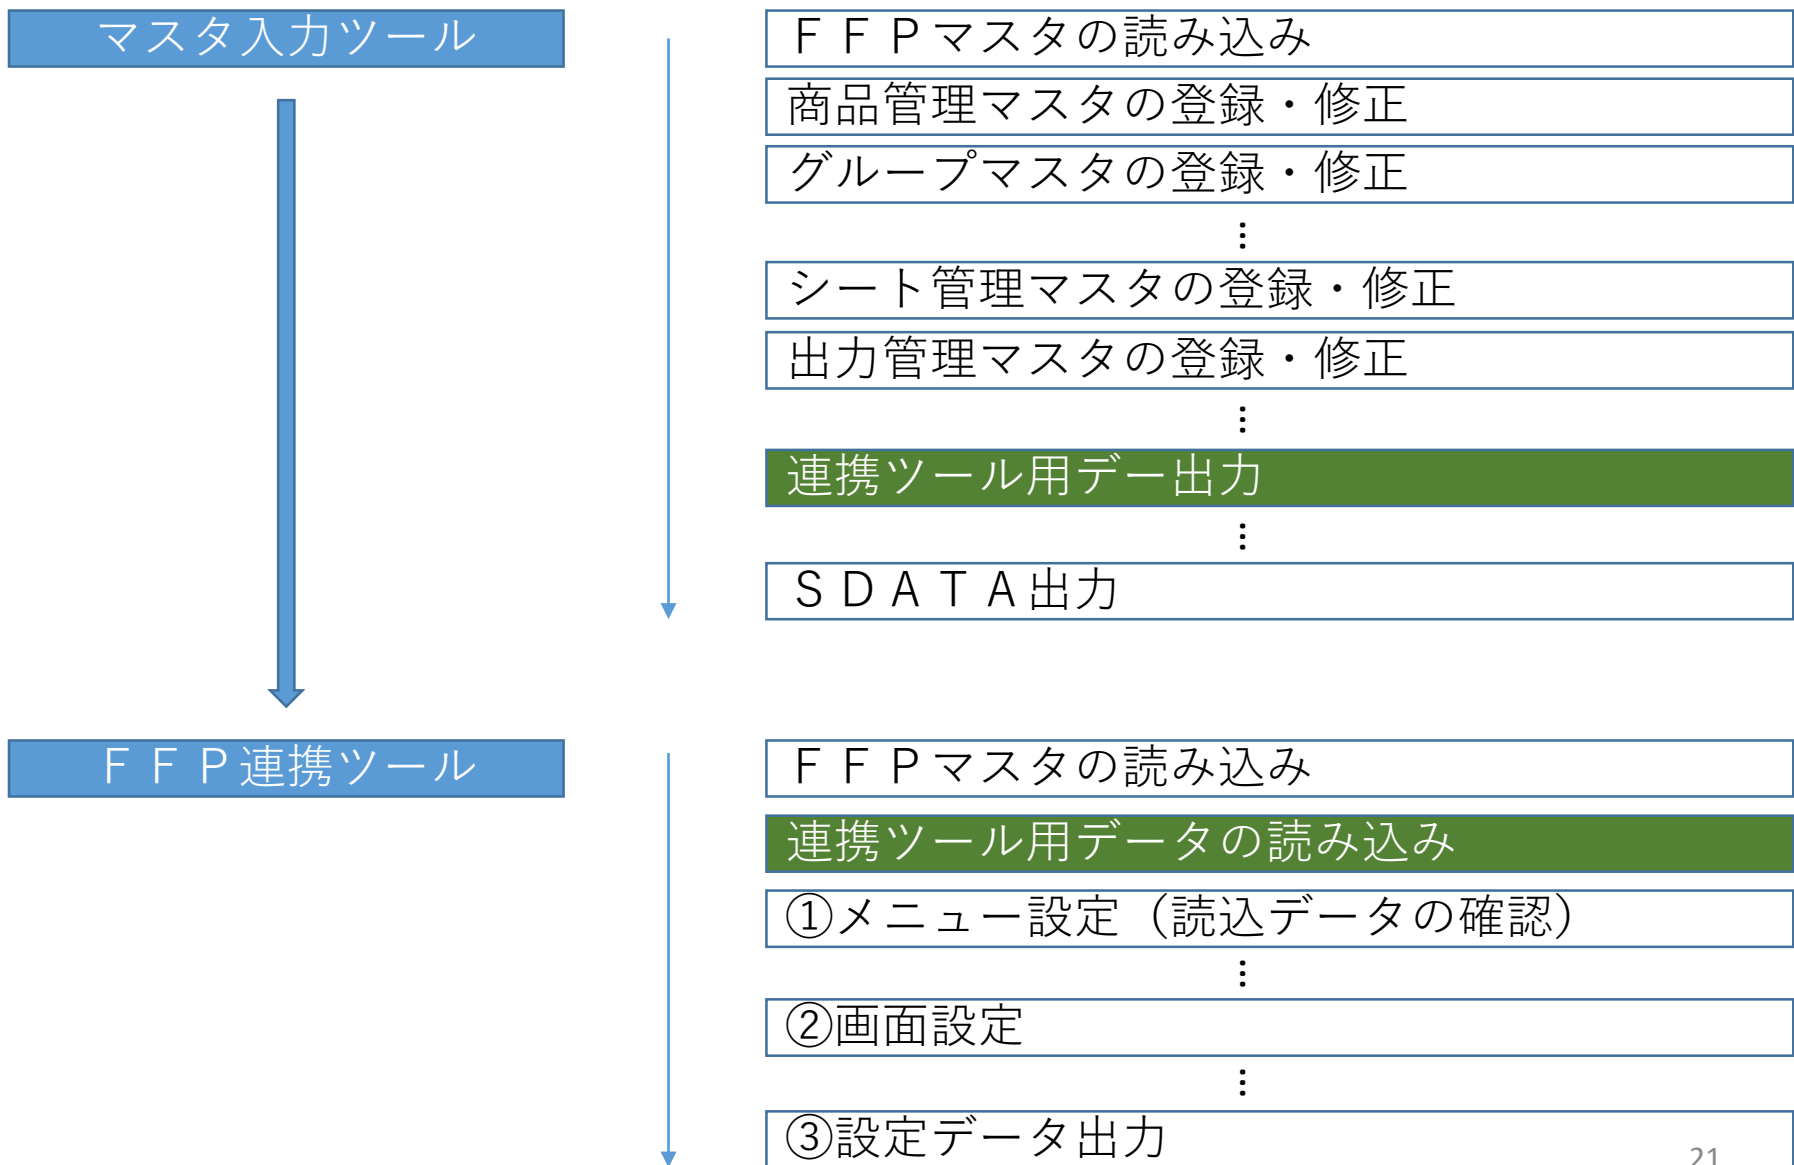 マスタ入力ツール
ＦＦＰマスタの読み込み
商品管理マスタの登録・修正
グループマスタの登録・修正
…
シート管理マスタの登録・修正
出力管理マスタの登録・修正
…
連携ツール用デー出力
…
ＳＤＡＴＡ出力
ＦＦＰ連携ツール
ＦＦＰマスタの読み込み
連携ツール用データの読み込み
①メニュー設定（読込データの確認）
…
②画面設定
…
③設定データ出力
21